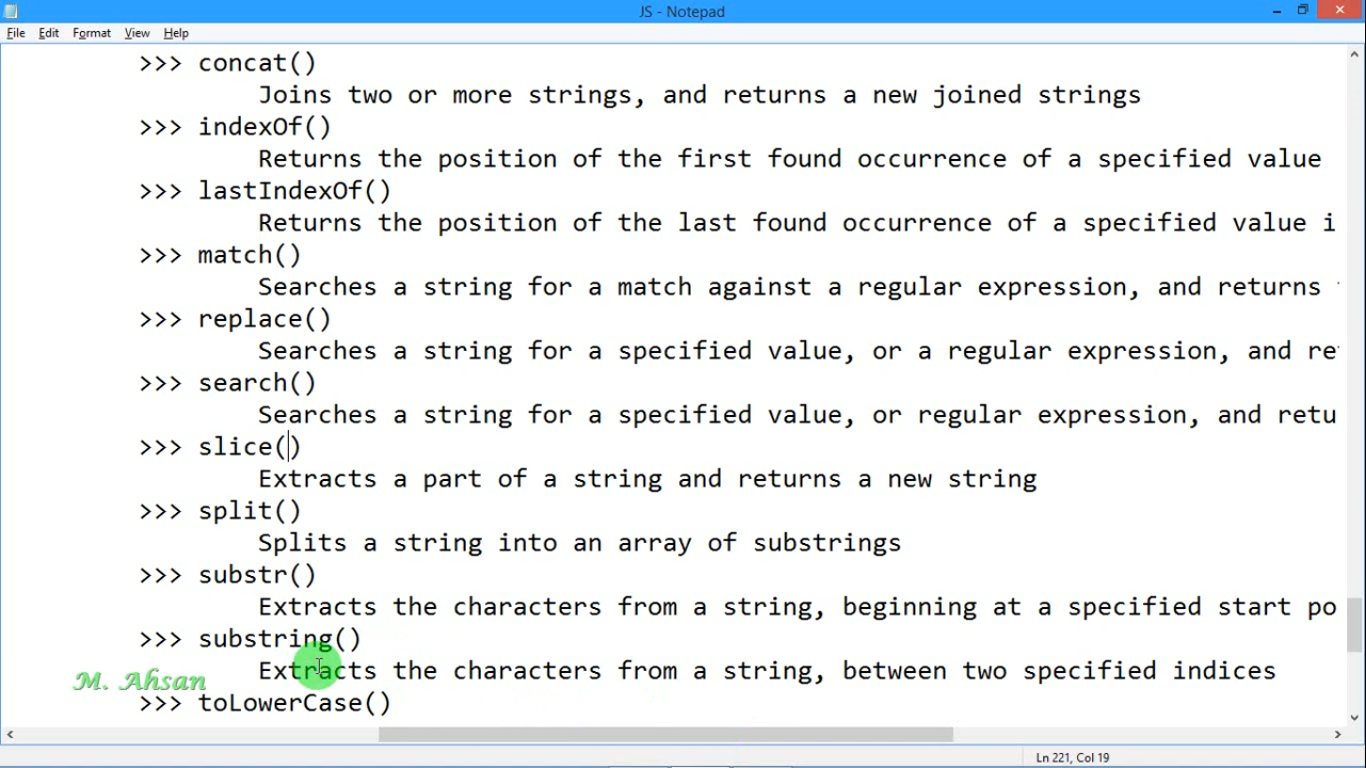 JS - Notepad
File Edit Format View Help
>>> concat()
Joins two or more strings, and returns a new joined strings
>>> indexOf()
Returns the position of the first found occurrence of a specified value
>>> lastIndexOf()
Returns the position of the last found occurrence of a specified value i
>>> match()
Searches a string for a match against a regular expression, and returns
>>> replace()
Searches a string for a specified value, or a regular expression, and re
>>> search()
Searches a string for a specified value, or regular expression, and retu
>>> slice()
Extracts a part of a string and returns a new string
>>> split()
Splits a string into an array of substrings
>>> substr()
Extracts the characters from a string, beginning at a specified start po
>>> substring()
Extracts the characters from a string, between two specified indices
M. Ahsan
>>> toLowerCase()
Ln 221, Col 19